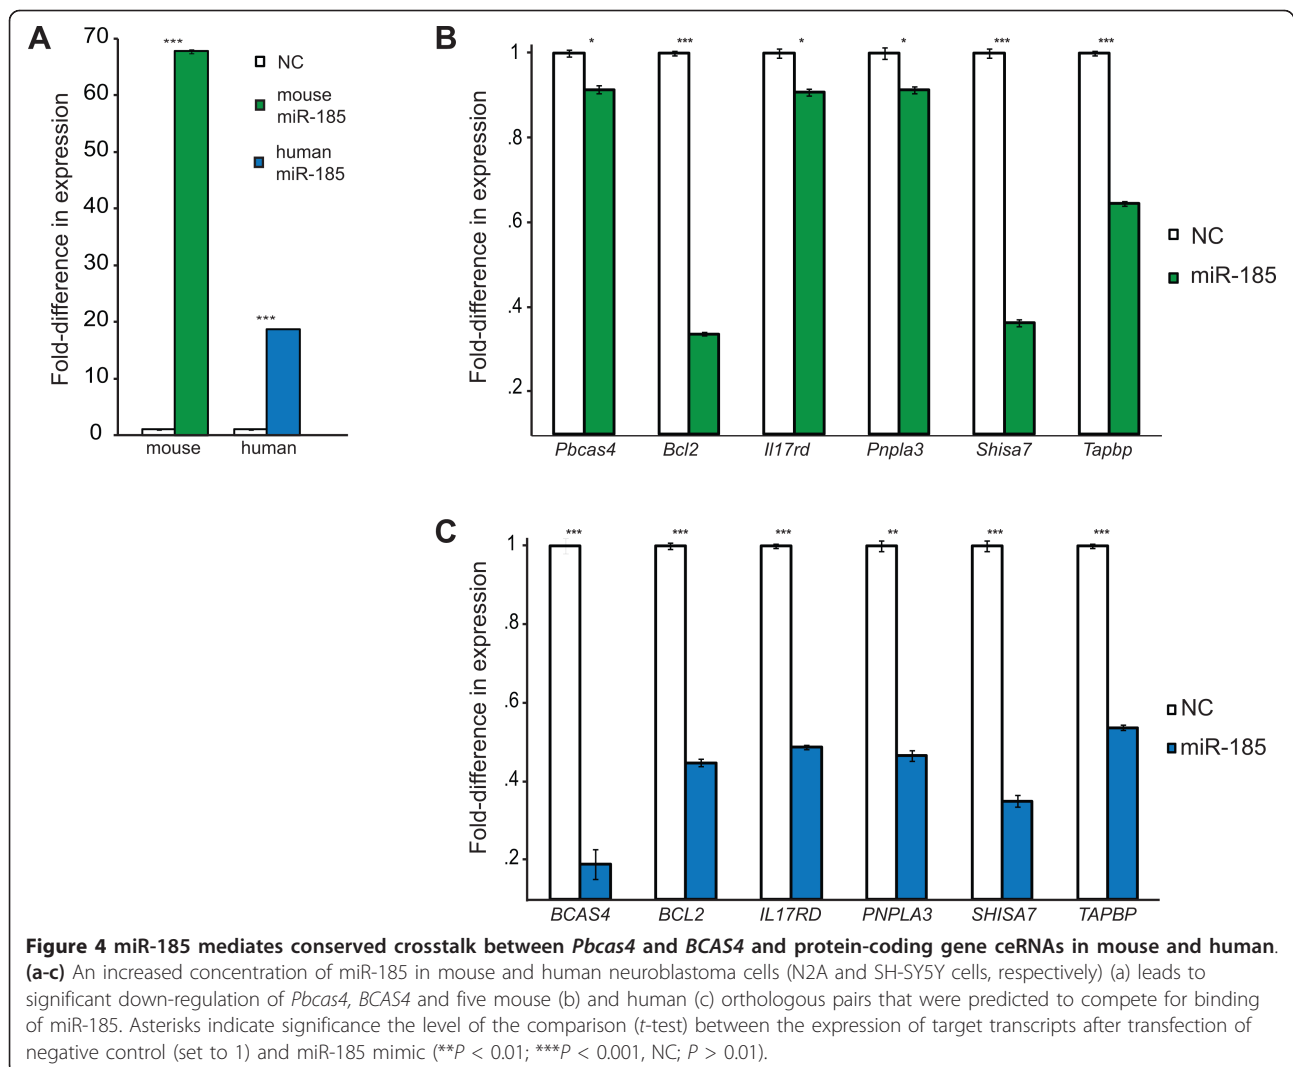 A
70
60
50
40
30
20
10
0
Fold-difference in expression
***
***
mouse
human
NC
mouse
miR-185
human
miR-185
B
1
.8
.6
.4
.2
Fold-difference in expression
* *** * * *** ***
Pbcas4 Bcl2 Il17rd Pnpla3 Shisa7 Tapbp
NC
miR-185
C
1
.8
.6
.4
.2
Fold-difference in expression
*** *** *** ** *** ***
BCAS4 BCL2 IL17RD PNPLA3 SHISA7 TAPBP
NC
miR-185
Figure 4 miR-185 mediates conserved crosstalk between Pbcas4 and BCAS4 and protein-coding gene ceRNAs in mouse and human.
(a-c) An increased concentration of miR-185 in mouse and human neuroblastoma cells (N2A and SH-SY5Y cells, respectively) (a) leads to
significant down-regulation of Pbcas4, BCAS4 and five mouse (b) and human (c) orthologous pairs that were predicted to compete for binding
of miR-185. Asterisks indicate significance the level of the comparison (t-test) between the expression of target transcripts after transfection of
negative control (set to 1) and miR-185 mimic (**P < 0.01; ***P < 0.001, NC; P > 0.01).